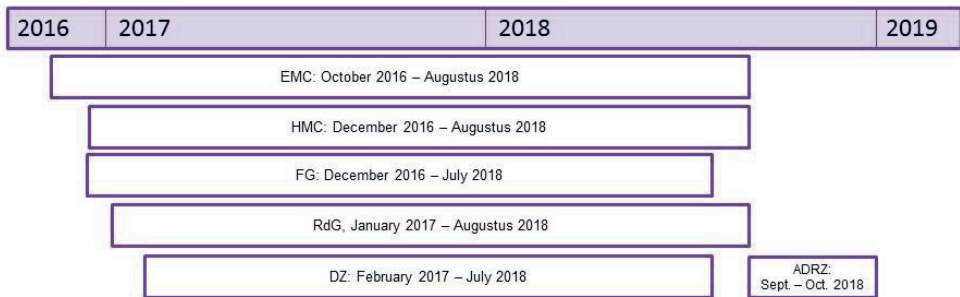 2016 2017 2018 2019
EMC: October 2016 – Augustus 2018
HMC: December 2016 – Augustus 2018
FG: December 2016 – July 2018
RdG, January 2017 – Augustus 2018
DZ: February 2017 – July 2018
ADRZ:
Sept. – Oct. 2018